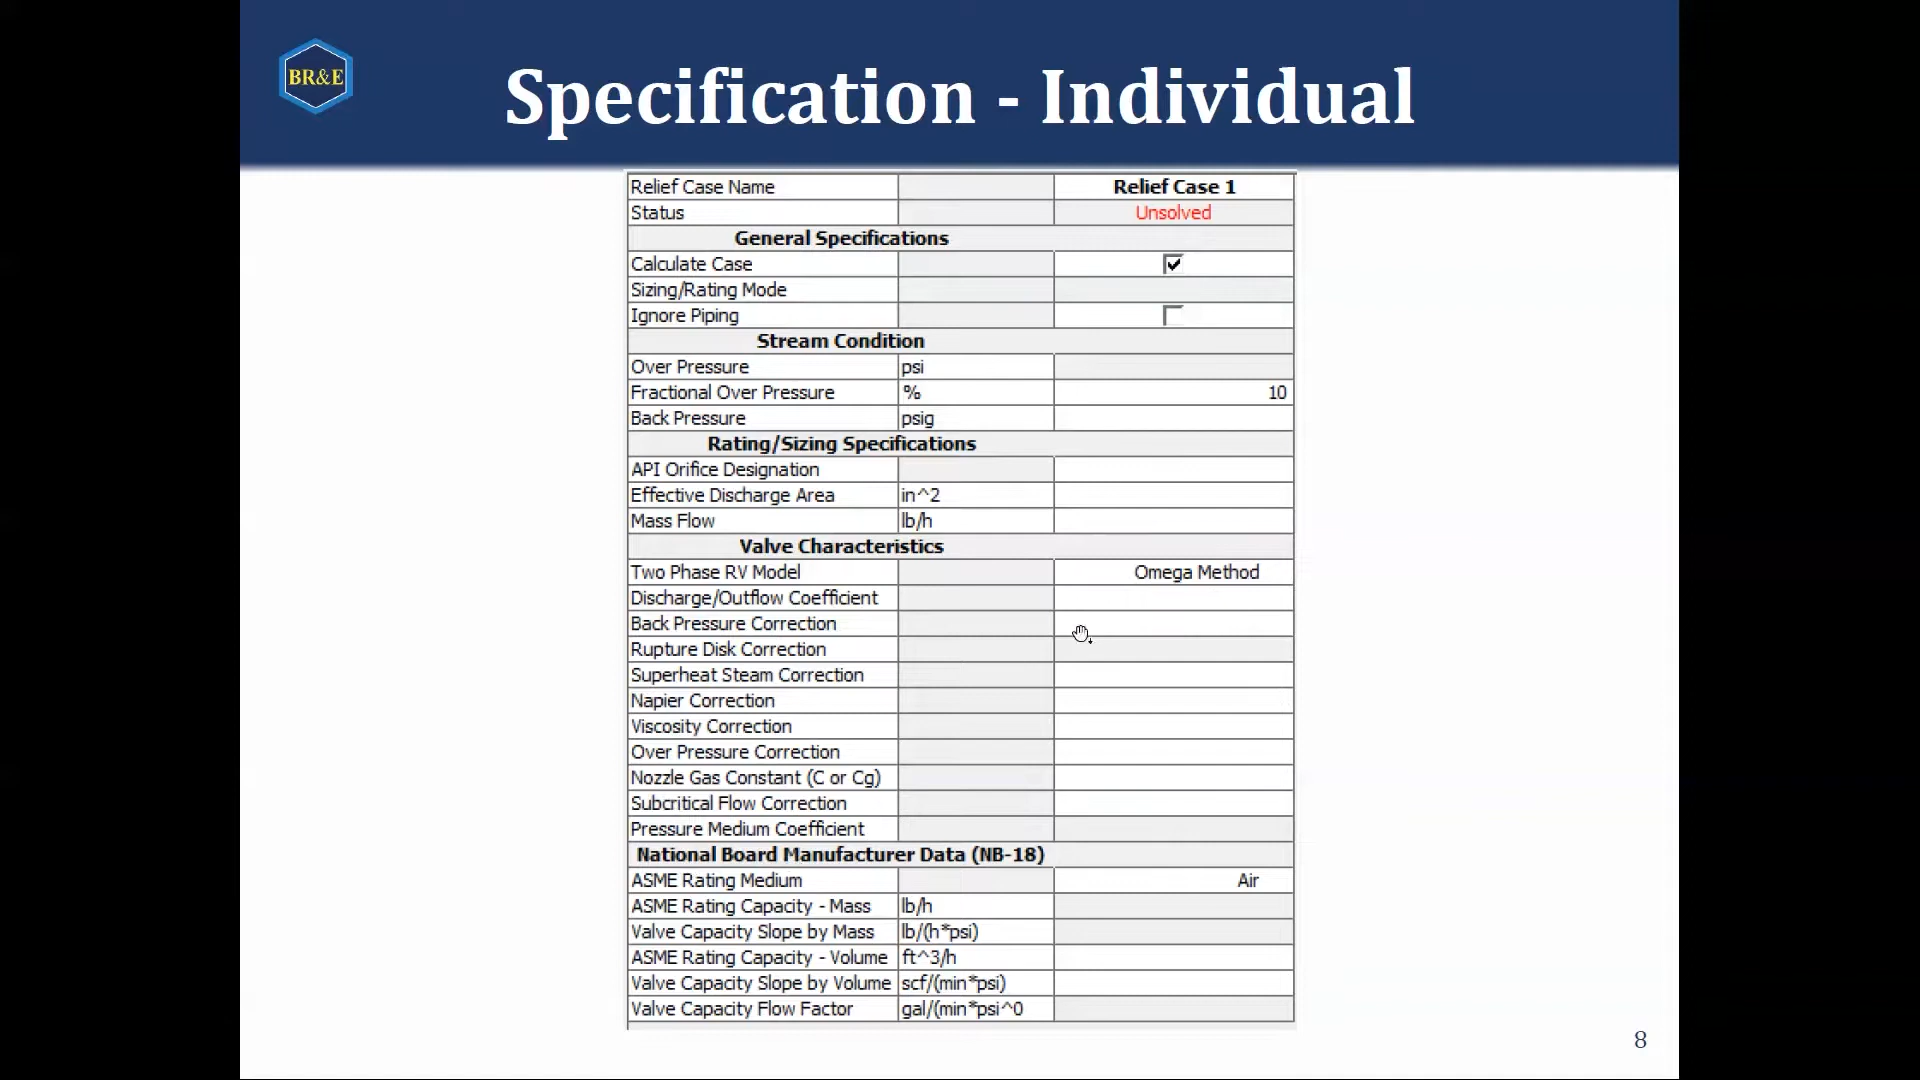 BR&E
Specification - Individual
Relief Case Name Relief Case 1
Status Unsolved
General Specifications
Calculate Case
Sizing/Rating Mode
Ignore Piping
Stream Condition
Over Pressure psi
Fractional Over Pressure % 10
Back Pressure psig
Rating/Sizing Specifications
API Orifice Designation
Effective Discharge Area in^2
Mass Flow lb/h
Valve Characteristics
Two Phase RV Model Omega Method
Discharge/Outflow Coefficient
Back Pressure Correction
Rupture Disk Correction
Superheat Steam Correction
Napier Correction
Viscosity Correction
Over Pressure Correction
Nozzle Gas Constant (C or Cg)
Subcritical Flow Correction
Pressure Medium Coefficient
National Board Manufacturer Data (NB-18)
ASME Rating Medium Air
ASME Rating Capacity - Mass lb/h
Valve Capacity Slope by Mass lb/(h*psi)
ASME Rating Capacity - Volume ft^3/h
Valve Capacity Slope by Volume scf/(min*psi)
Valve Capacity Flow Factor gal/(min*psi^0
8